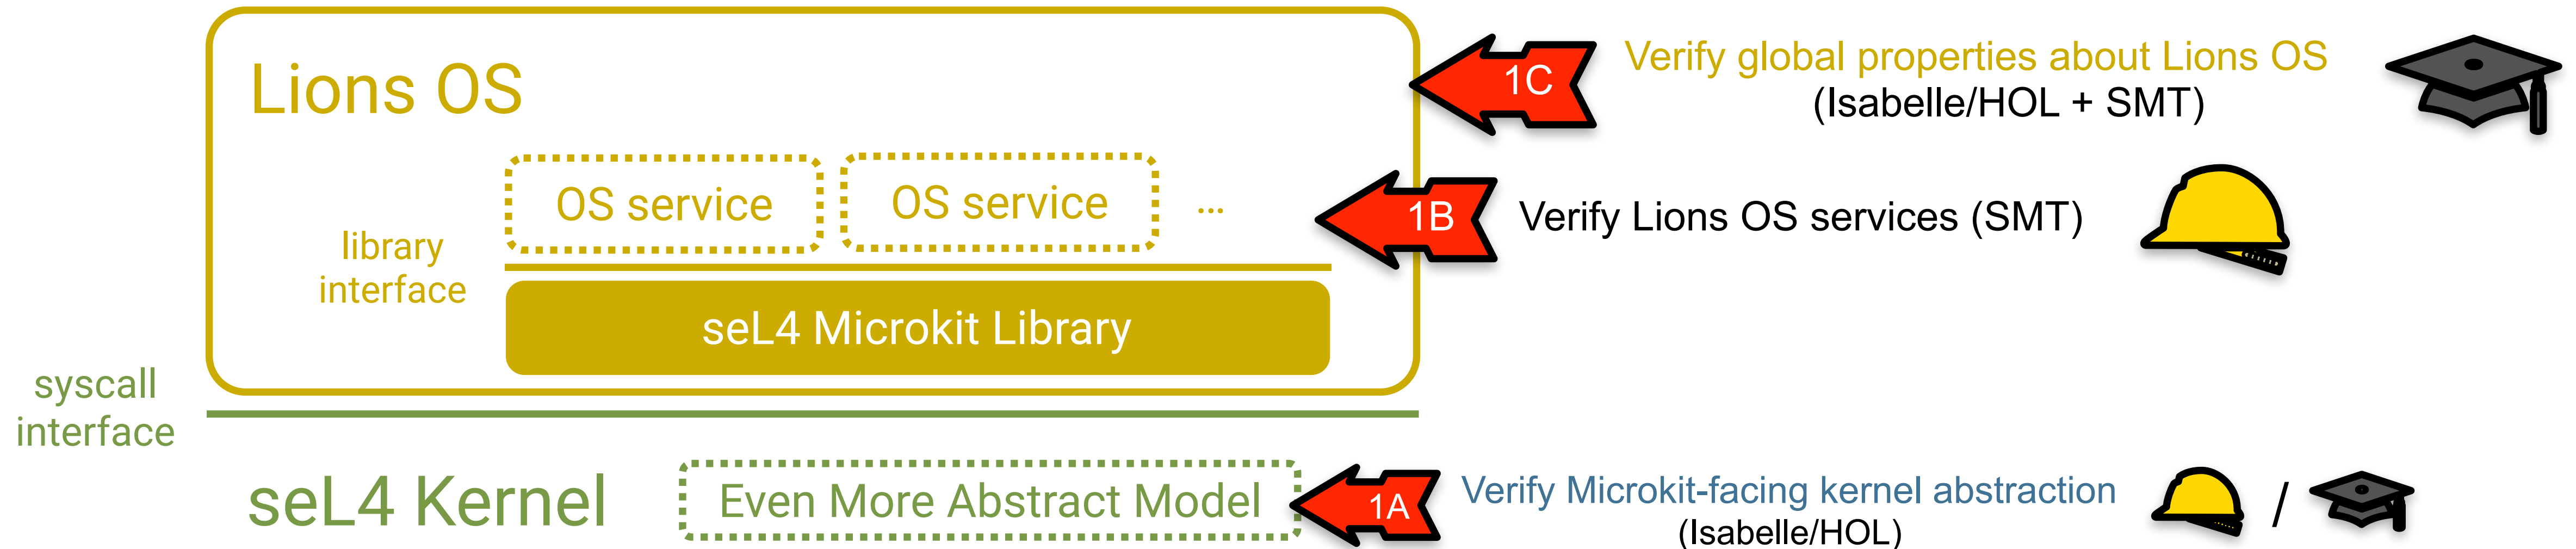 Lions OS
1C
Verify global properties about Lions OS
(Isabelle/HOL + SMT)
OS service
OS service
...
1B
Verify Lions OS services (SMT)
library
interface
seL4 Microkit Library
syscall
interface
seL4 Kernel
Even More Abstract Model
1A
Verify Microkit-facing kernel abstraction
(Isabelle/HOL)
/